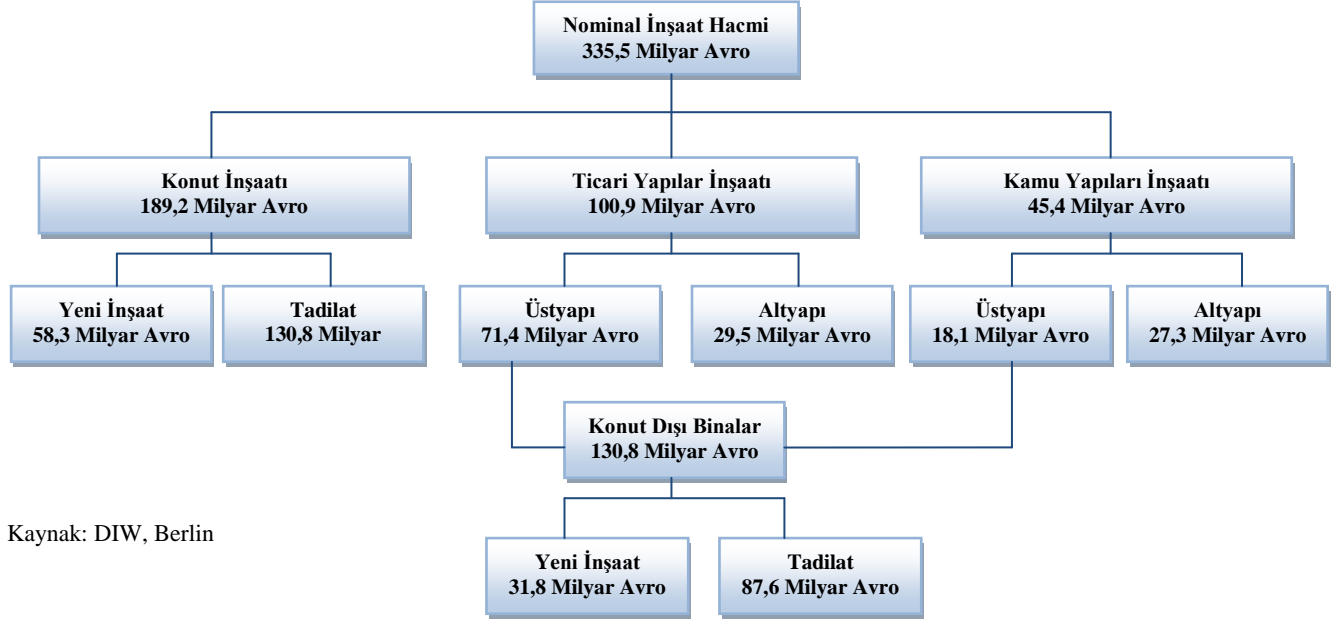 Nominal İnşaat Hacmi
335,5 Milyar Avro
Konut İnşaatı
189,2 Milyar Avro
Ticari Yapılar İnşaatı
100,9 Milyar Avro
Kamu Yapıları İnşaatı
45,4 Milyar Avro
Yeni İnşaat
58,3 Milyar Avro
Tadilat
130,8 Milyar
Üstyapı
71,4 Milyar Avro
Altyapı
29,5 Milyar Avro
Üstyapı
18,1 Milyar Avro
Altyapı
27,3 Milyar Avro
Konut Dışı Binalar
130,8 Milyar Avro
Kaynak: DIW, Berlin
Yeni İnşaat
31,8 Milyar Avro
Tadilat
87,6 Milyar Avro